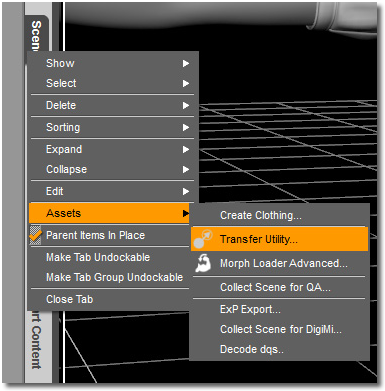 Scene
Show
Select
Delete
Sorting
Expand
Collapse
Edit
Assets
Parent Items In Place
Make Tab Undockable
Make Tab Group Undockable
Close Tab
Create Clothing...
Transfer Utility...
Morph Loader Advanced...
Collect Scene for QA...
ExP Export...
Collect Scene for DigiMi...
Decode dqs..
Content